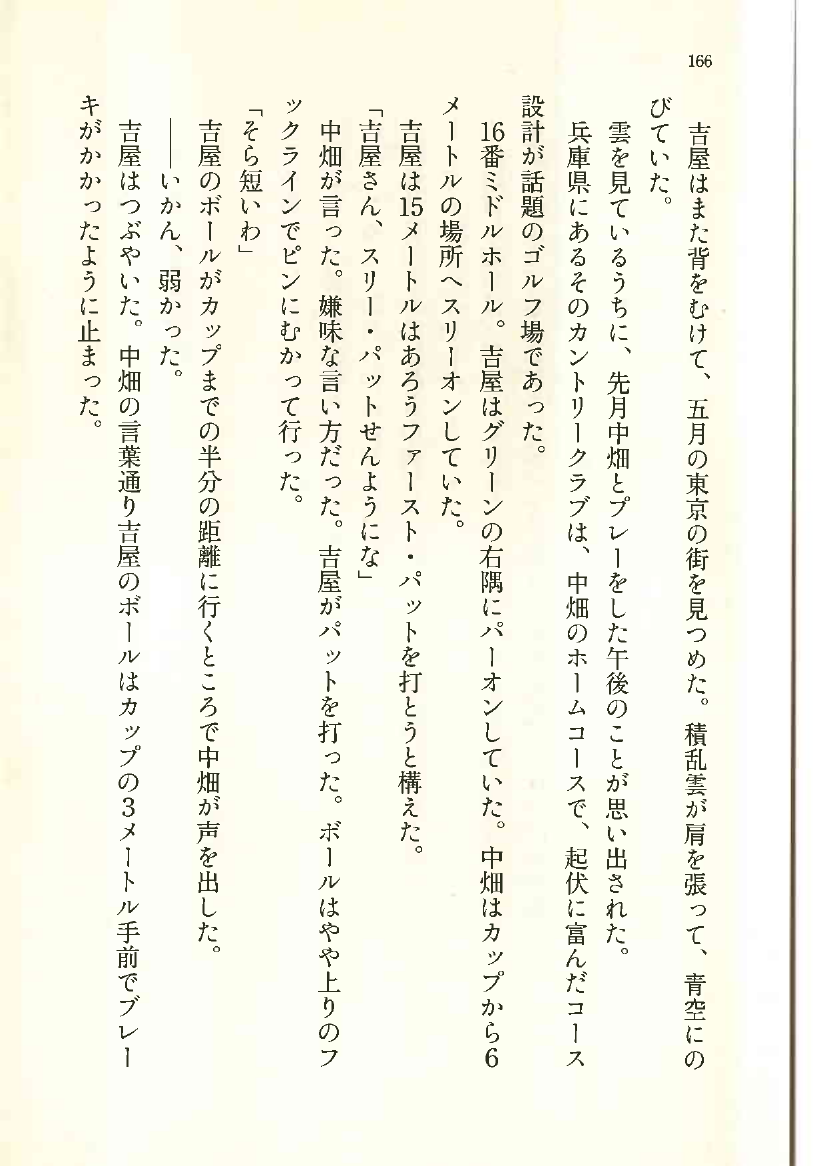 166
吉屋はまた背をむけて、五月の東京の街を見つめた。積乱雲が肩を張って、青空にの
びていた。
雲を見ているうちに、先月中畑とプレーをした午後のことが思い出された。
兵庫県にあるそのカントリークラブは、中畑のホームコースで、起伏に富んだコース
設計が話題のゴルフ場であった。
16番ミドルホール。吉屋はグリーンの右隅にパーオンしていた。中畑はカップから6
メートルの場所へスリーオンしていた。
吉屋は15メートルはあろうファースト・パットを打とうと構えた。
「吉屋さん、スリー・パットせんようにな」
中畑が言った。嫌味な言い方だった。吉屋がパットを打った。ボールはやや上りのフ
ックラインでピンにむかって行った。
「そら短いわ」
吉屋のボールがカップまでの半分の距離に行くところで中畑が声を出した。
――いかん、弱かった。
吉屋はつぶやいた。中畑の言葉通り吉屋のボールはカップの3メートル手前でブレー
キがかかったように止まった。